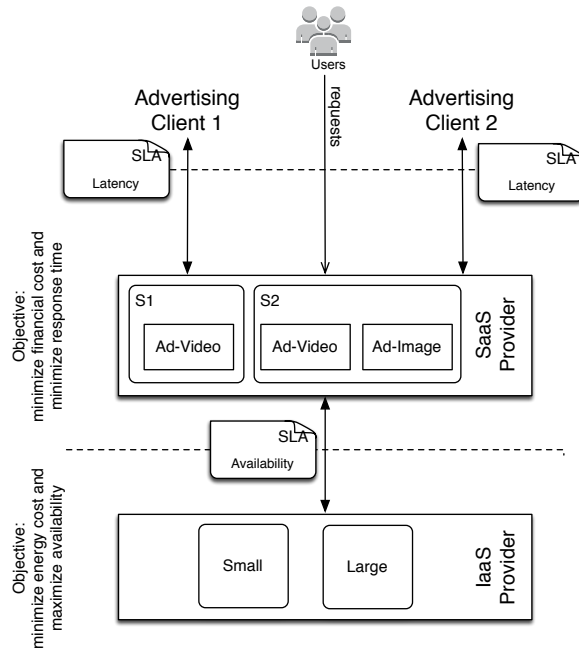 Users
requests
Advertising
Client 1
Advertising
Client 2
SLA
Latency
SLA
Latency
Objective:
minimize financial cost and
minimize response time
S1
Ad-Video
S2
Ad-Video
Ad-Image
SaaS
Provider
SLA
Availability
Objective:
minimize energy cost and
maximize availability
Small
Large
IaaS
Provider